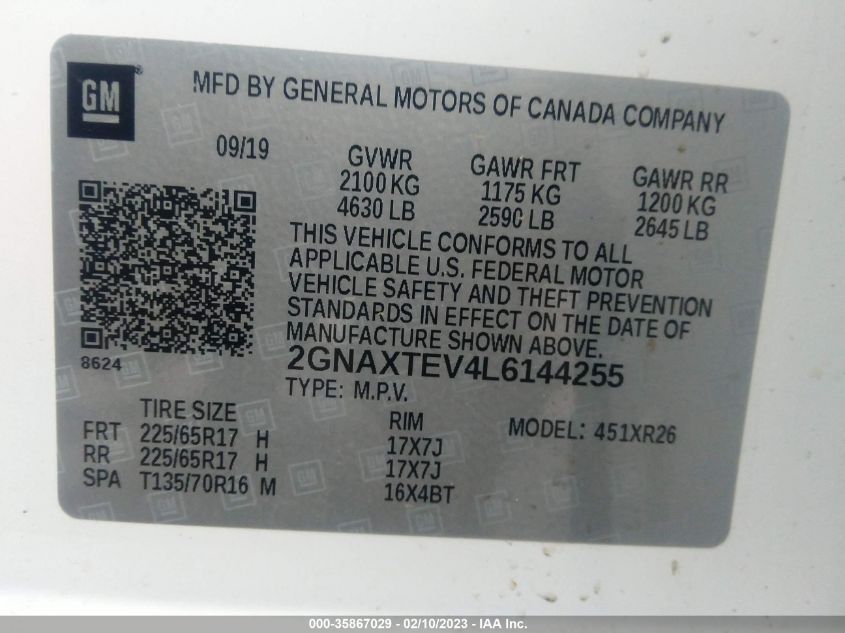 GM
MFD BY GENERAL MOTORS OF CANADA COMPANY
09/19
GVWR GAWR FRT GAWR RR
2100 KG 1175 KG 1200 KG
4630 LB 2590 LB 2645 LB
THIS VEHICLE CONFORMS TO ALL
APPLICABLE U.S. FEDERAL MOTOR
VEHICLE SAFETY AND THEFT PREVENTION
STANDARDS IN EFFECT ON THE DATE OF
MANUFACTURE SHOWN ABOVE.
8624
2GNAXTEV4L6144255
TYPE: M.P.V.
TIRE SIZE RIM MODEL: 451XR26
FRT 225/65R17 H 17X7J
RR 225/65R17 H 17X7J
SPA T135/70R16 M 16X4BT
000-35867029 - 02/10/2023 - IAA Inc.